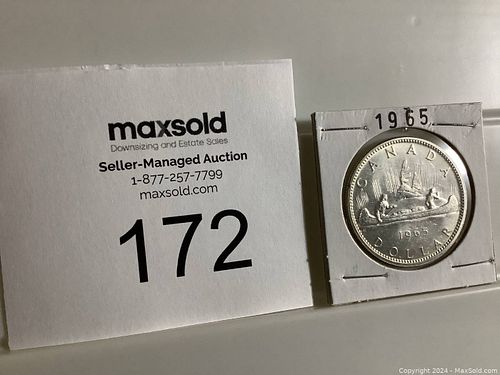 maxsold
Downsizing and Estate Sales
Seller-Managed Auction
1-877-257-7799
maxsold.com
172
1965
CANADA
1965
DOLLAR
Copyright 2024 - MaxSold.com